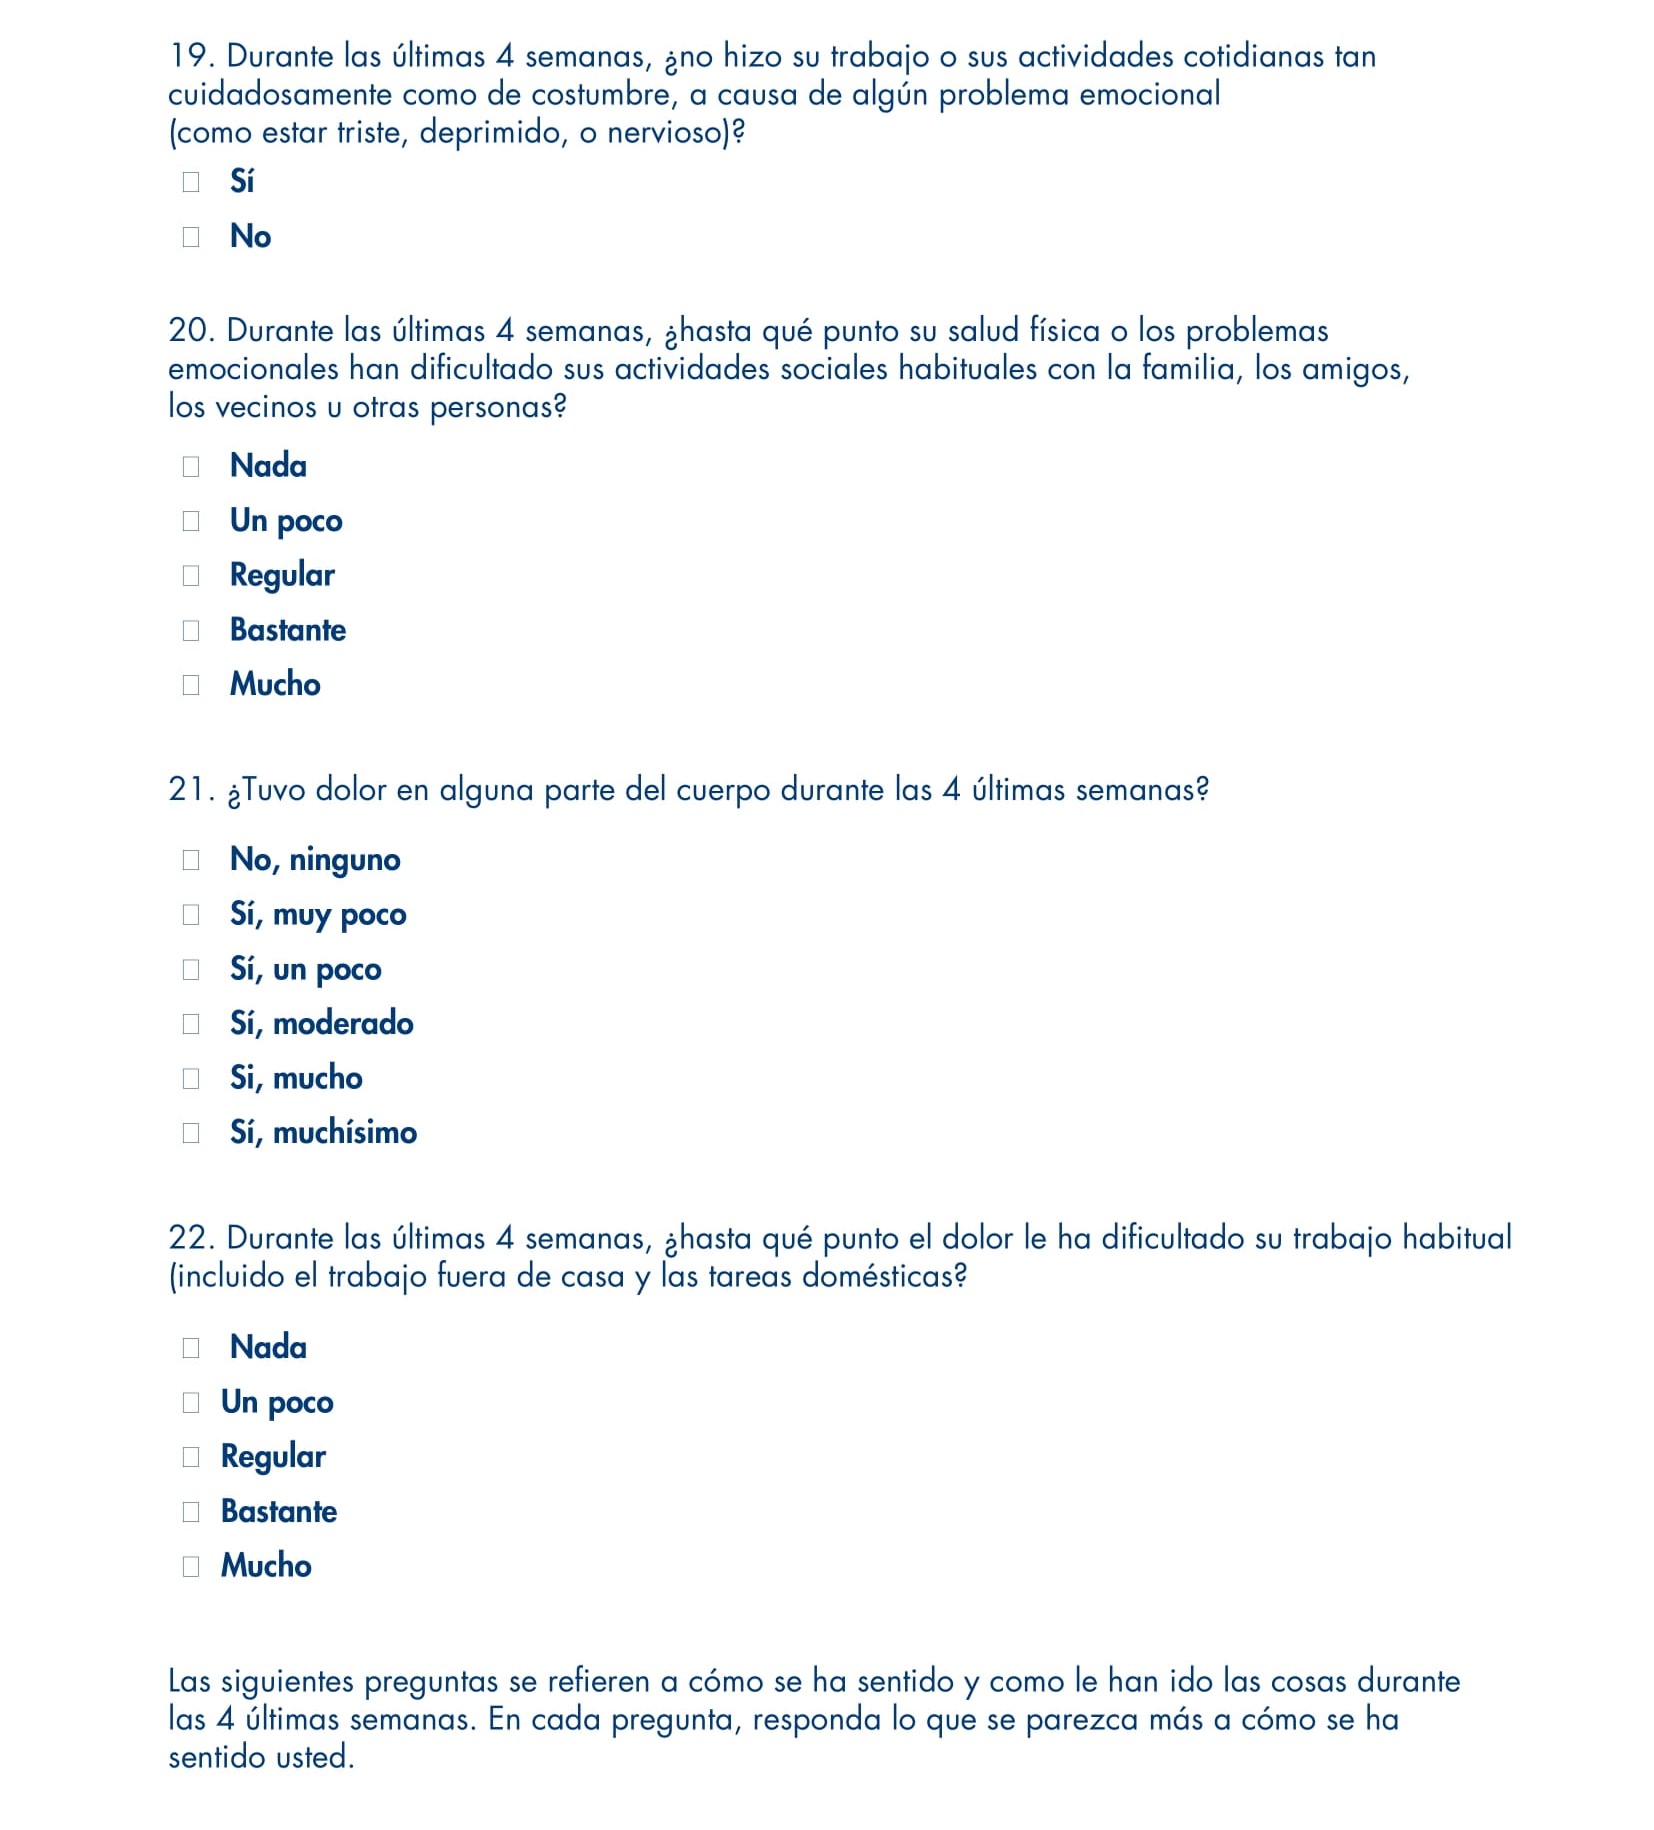 19. Durante las últimas 4 semanas, ¿no hizo su trabajo o sus actividades cotidianas tan
cuidadosamente como de costumbre, a causa de algún problema emocional
(como estar triste, deprimido, o nervioso)?
Sí
No
20. Durante las últimas 4 semanas, ¿hasta qué punto su salud física o los problemas
emocionales han dificultado sus actividades sociales habituales con la familia, los amigos,
los vecinos u otras personas?
Nada
Un poco
Regular
Bastante
Mucho
21. ¿Tuvo dolor en alguna parte del cuerpo durante las 4 últimas semanas?
No, ninguno
Sí, muy poco
Sí, un poco
Sí, moderado
Si, mucho
Sí, muchísimo
22. Durante las últimas 4 semanas, ¿hasta qué punto el dolor le ha dificultado su trabajo habitual
(incluido el trabajo fuera de casa y las tareas domésticas?
Nada
Un poco
Regular
Bastante
Mucho
Las siguientes preguntas se refieren a cómo se ha sentido y como le han ido las cosas durante
las 4 últimas semanas. En cada pregunta, responda lo que se parezca más a cómo se ha
sentido usted.